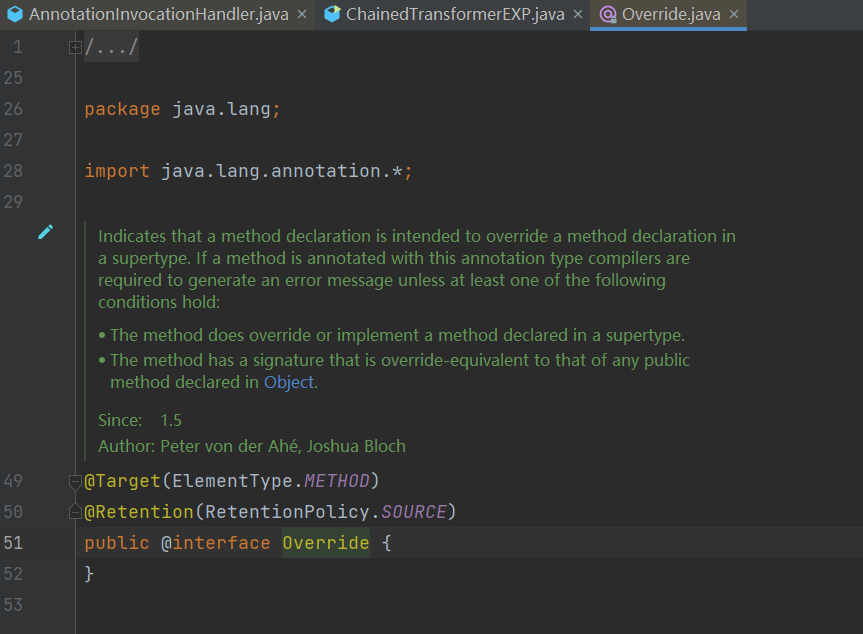 AnnotationInvocationHandler.java × ChainedTransformerEXP.java × Override.java ×
1 /.../
25
26 package java.lang;
27
28 import java.lang.annotation.*;
29
Indicates that a method declaration is intended to override a method declaration in
a supertype. If a method is annotated with this annotation type compilers are
required to generate an error message unless at least one of the following
conditions hold:
• The method does override or implement a method declared in a supertype.
• The method has a signature that is override-equivalent to that of any public
method declared in Object.
Since: 1.5
Author: Peter von der Ahé, Joshua Bloch
49 @Target(ElementType.METHOD)
50 @Retention(RetentionPolicy.SOURCE)
51 public @interface Override {
52 }
53